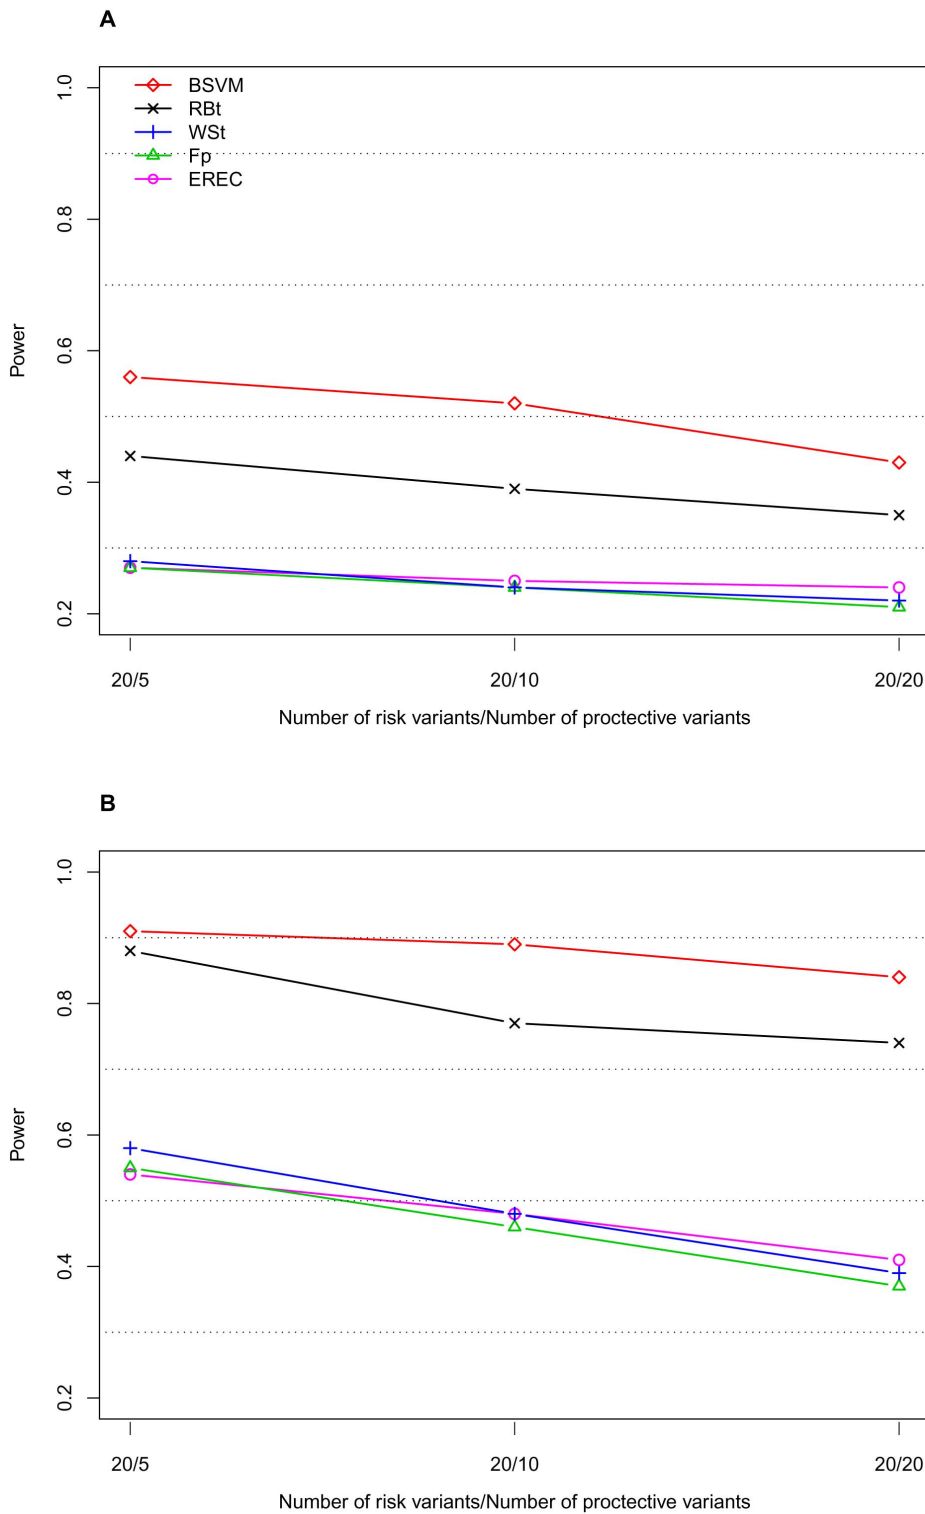 A
1.0
0.8
0.6
0.4
0.2
Power
BSVM
RBt
WSt
Fp
EREC
20/5 20/10 20/20
Number of risk variants/Number of proctective variants
B
1.0
0.8
0.6
0.4
0.2
Power
20/5 20/10 20/20
Number of risk variants/Number of proctective variants